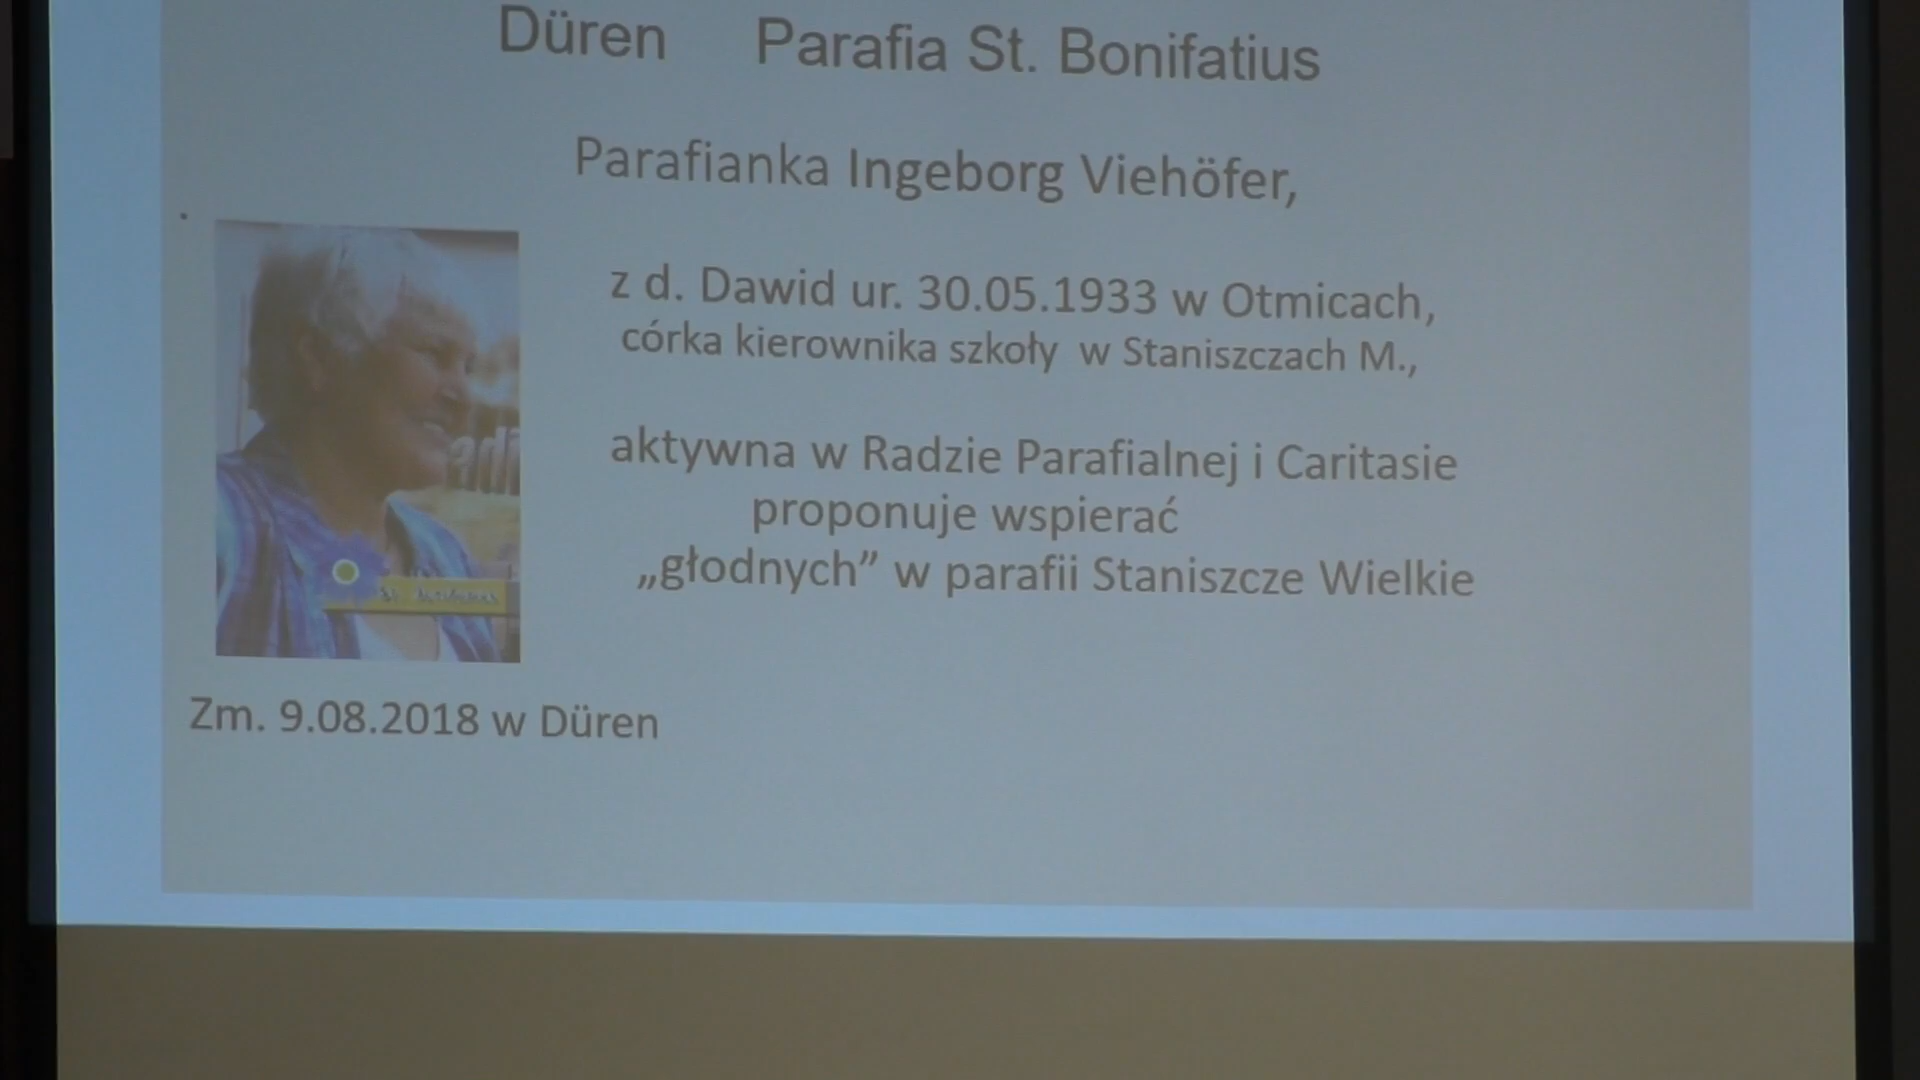 Düren Parafia St. Bonifatius
Parafianka Ingeborg Viehöfer,
z d. Dawid ur. 30.05.1933 w Otmicach,
córka kierownika szkoły w Staniszczach M.,
aktywna w Radzie Parafialnej i Caritasie
proponuje wspierać
„głodnych” w parafii Staniszcze Wielkie
Zm. 9.08.2018 w Düren